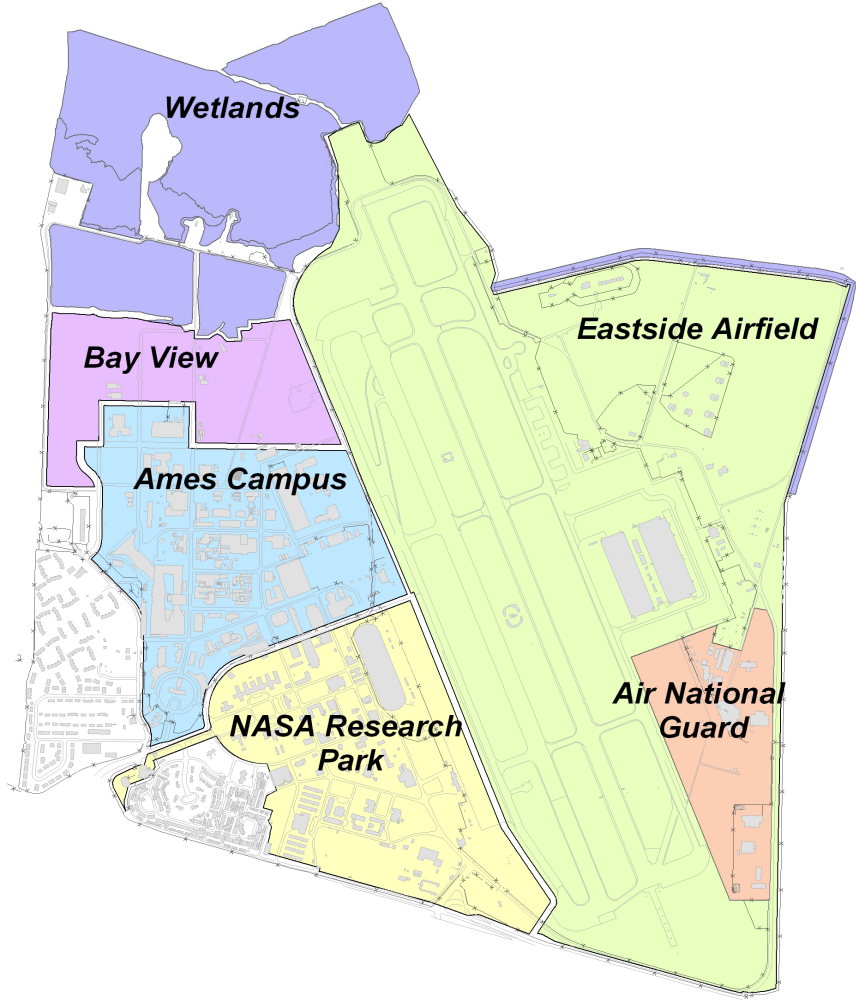 Wetlands
Eastside Airfield
Bay View
Ames Campus
Air National
Guard
NASA Research
Park